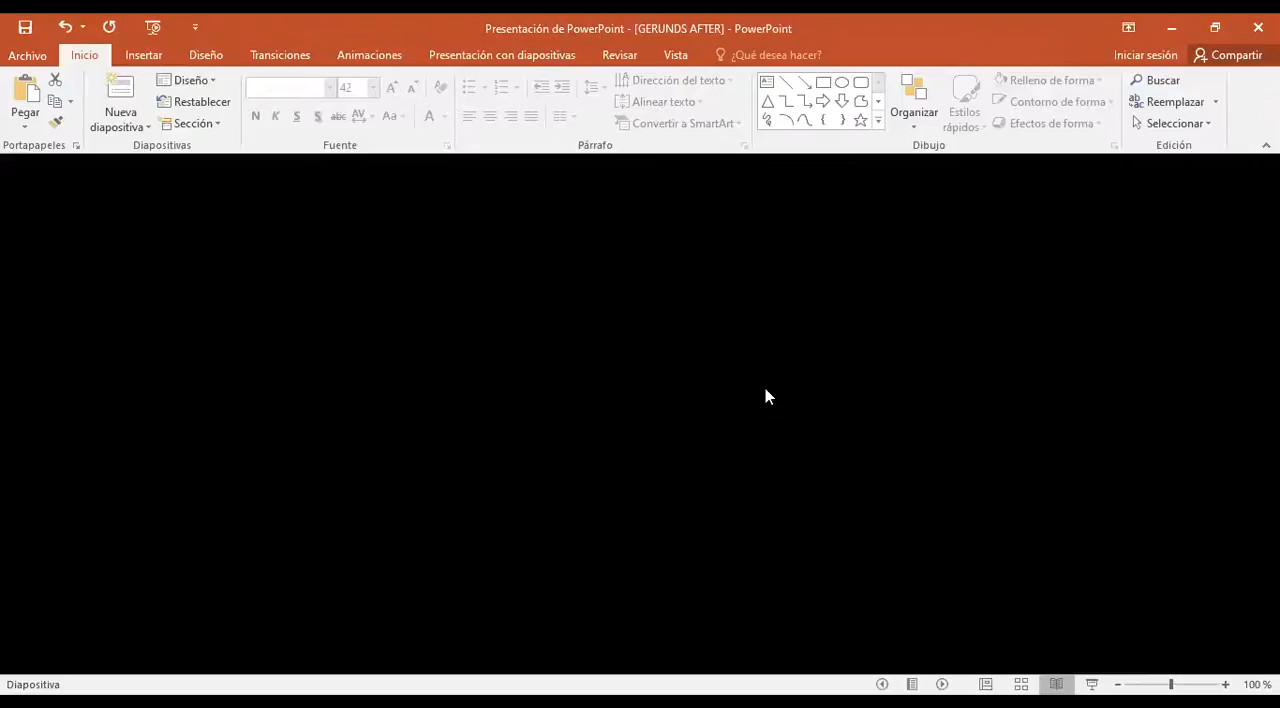 Presentación de PowerPoint - [GERUNDS AFTER] - PowerPoint
Archivo Inicio Insertar Diseño Transiciones Animaciones Presentación con diapositivas Revisar Vista ¿Qué desea hacer? Iniciar sesión Compartir
Diseño 42 Dirección del texto Relleno de forma Buscar
Pegar Nueva diapositiva Restablecer Alinear texto Organizar Estilos rápidos Contorno de forma Reemplazar
Sección N K S S abc AV Aa A Convertir a SmartArt Efectos de forma Seleccionar
Portapapeles Diapositivas Fuente Párrafo Dibujo Edición
Diapositiva 100 %